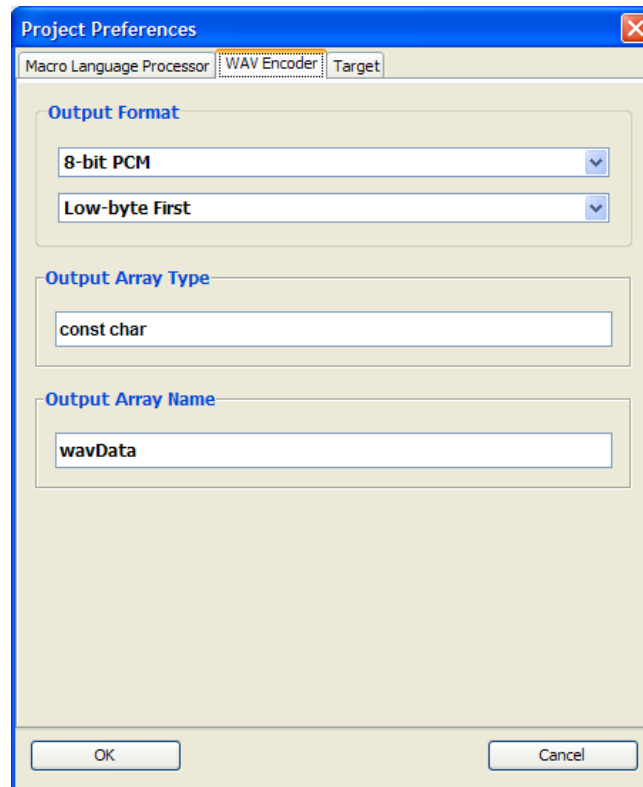 Project Preferences
Macro Language Processor WAV Encoder Target
Output Format
8-bit PCM
Low-byte First
Output Array Type
const char
Output Array Name
wavData
OK Cancel